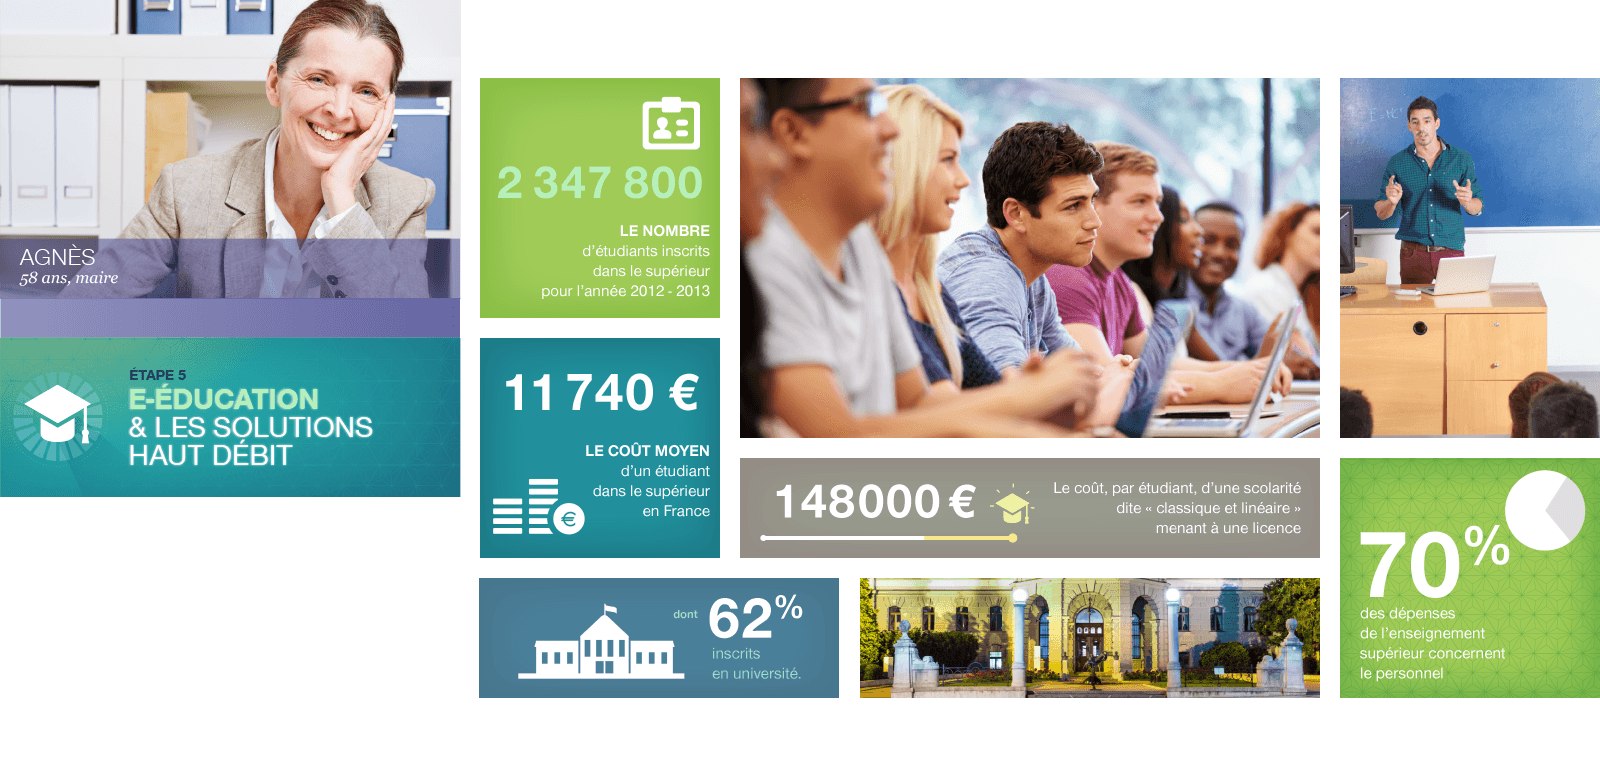 AGNÈS
58 ans, maire
ÉTAPE 5
E-ÉDUCATION
& LES SOLUTIONS
HAUT DÉBIT
2 347 800
LE NOMBRE
d'étudiants inscrits
dans le supérieur
pour l'année 2012 - 2013
11 740 €
LE COÛT MOYEN
d'un étudiant
dans le supérieur
en France
€
148000 €
Le coût, par étudiant, d'une scolarité
dite « classique et linéaire »
menant à une licence
dont 62%
inscrits
en université.
70%
des dépenses
de l'enseignement
supérieur concernent
le personnel